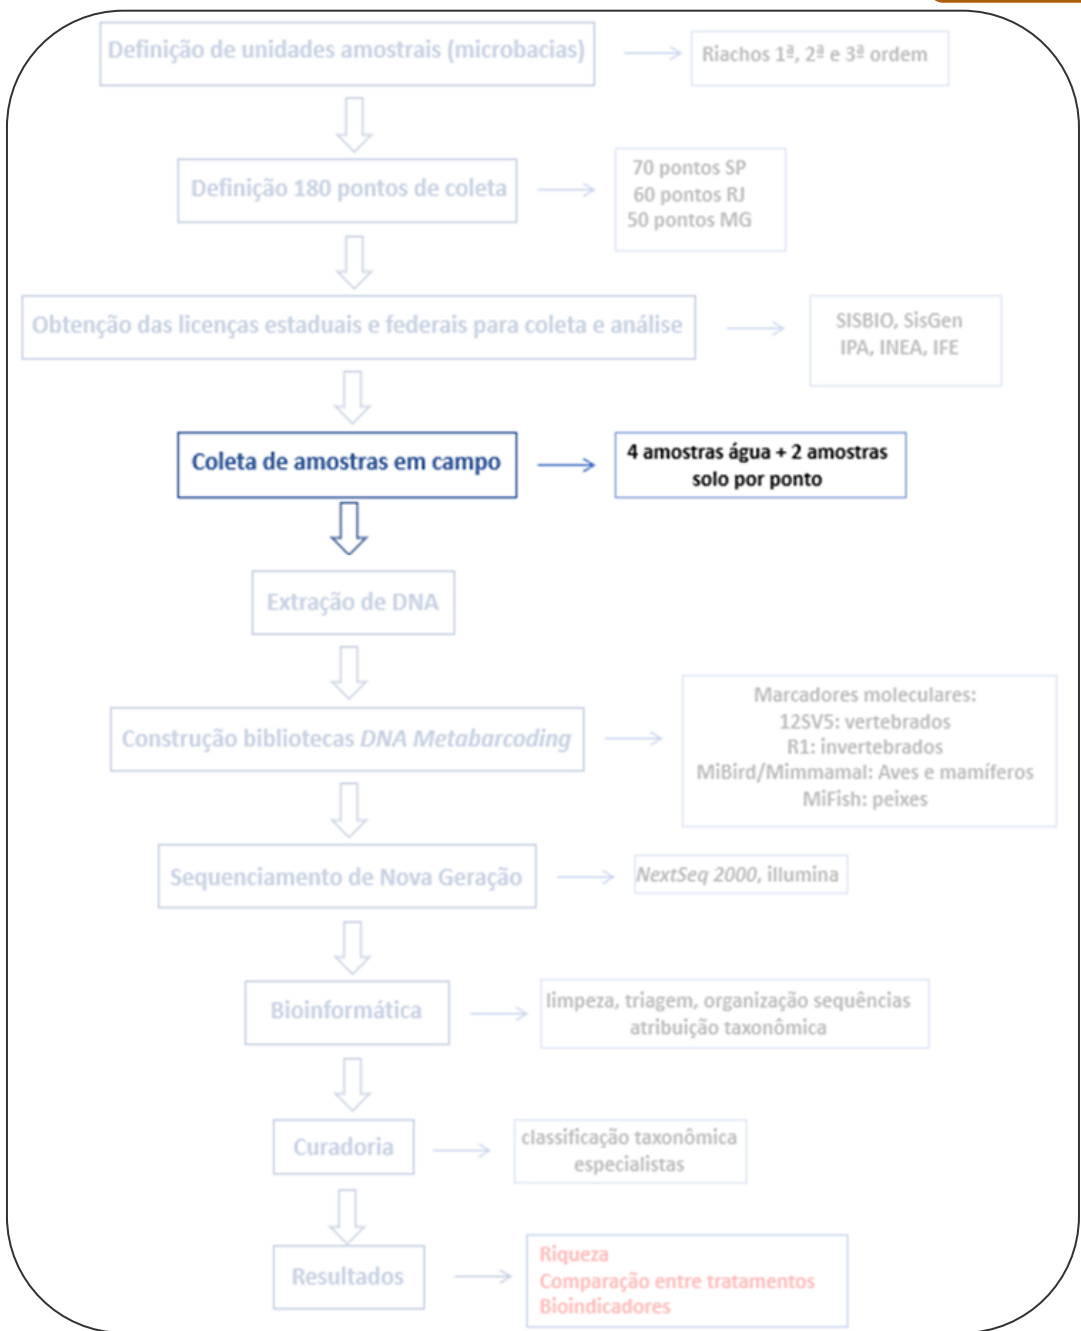 Definição de unidades amostrais (microbacias)
Riachos 1ª, 2ª e 3ª ordem
Definição 180 pontos de coleta
70 pontos SP
60 pontos RJ
50 pontos MG
Obtenção das licenças estaduais e federais para coleta e análise
SISBIO, SisGen
IPA, INEA, IFE
Coleta de amostras em campo
4 amostras água + 2 amostras
solo por ponto
Extração de DNA
Construção bibliotecas DNA Metabarcoding
Marcadores moleculares:
12SV5: vertebrados
R1: invertebrados
MiBird/Mimmamal: Aves e mamíferos
MiFish: peixes
Sequenciamento de Nova Geração
NextSeq 2000, illumina
Bioinformática
limpeza, triagem, organização sequências
atribuição taxonômica
Curadoria
classificação taxonômica
especialistas
Resultados
Riqueza
Comparação entre tratamentos
Bioindicadores